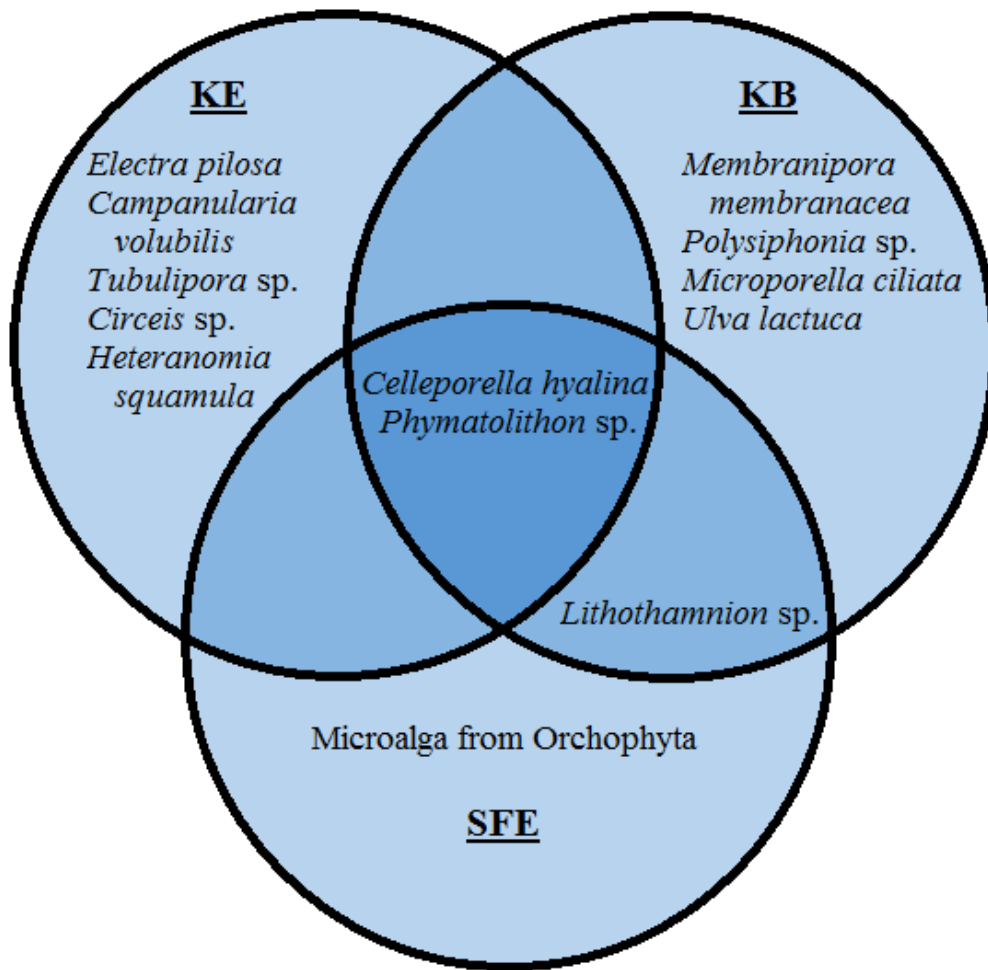 KE
Electra pilosa
Campanularia
volubilis
Tubulipora sp.
Circeis sp.
Heteranomia
squamula
KB
Membranipora
membranacea
Polysiphonia sp.
Microporella ciliata
Ulva lactuca
Celleporella hyalina
Phymatolithon sp.
Lithothamnion sp.
Microalga from Orchophyta
SFE